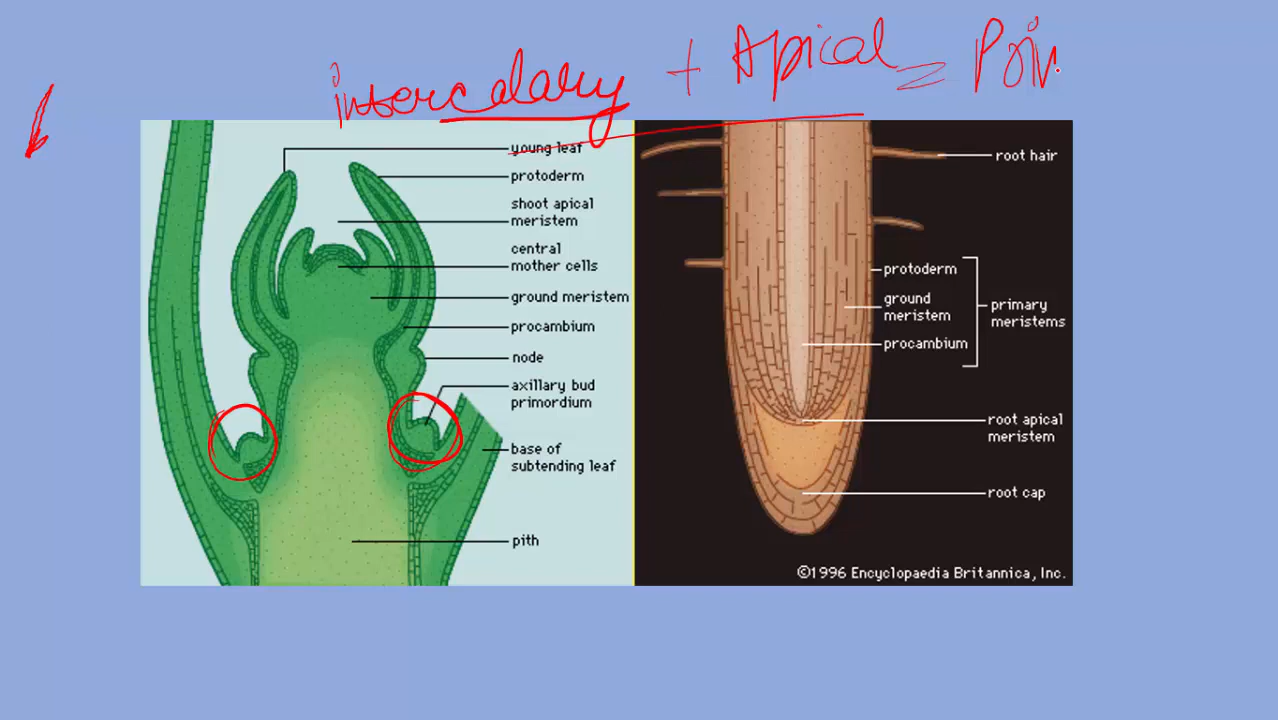 intercalary + Apical = Prim
young leaf
protoderm
shoot apical
meristem
central
mother cells
ground meristem
procambium
node
axillary bud
primordium
base of
subtending leaf
pith
root hair
protoderm
ground
meristem
procambium
primary
meristems
root apical
meristem
root cap
©1996 Encyclopaedia Britannica, Inc.